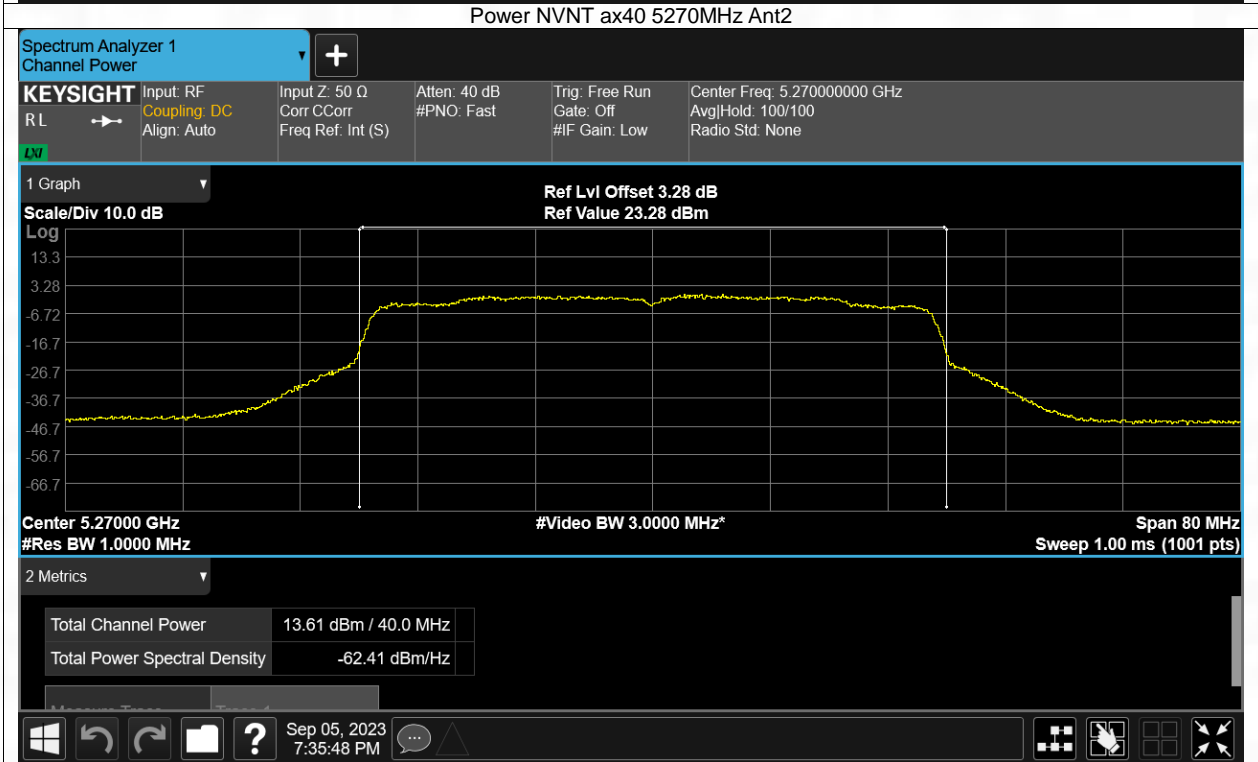 Power NVNT ax40 5270MHz Ant2
Spectrum Analyzer 1
Channel Power
KEYSIGHT
R L
LXI
Input: RF
Coupling: DC
Align: Auto
Input Z: 50 Ω
Corr CCorr
Freq Ref: Int (S)
Atten: 40 dB
#PNO: Fast
Trig: Free Run
Gate: Off
#IF Gain: Low
Center Freq: 5.270000000 GHz
Avg|Hold: 100/100
Radio Std: None
1 Graph
Scale/Div 10.0 dB
Ref Lvl Offset 3.28 dB
Ref Value 23.28 dBm
Log
13.3
3.28
-6.72
-16.7
-26.7
-36.7
-46.7
-56.7
-66.7
Center 5.27000 GHz
#Video BW 3.0000 MHz*
Span 80 MHz
#Res BW 1.0000 MHz
Sweep 1.00 ms (1001 pts)
2 Metrics
Total Channel Power 13.61 dBm / 40.0 MHz
Total Power Spectral Density -62.41 dBm/Hz
?
Sep 05, 2023
7:35:48 PM